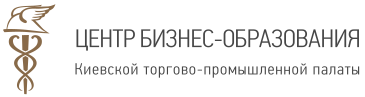 ЦЕНТР БИЗНЕС-ОБРАЗОВАНИЯ
Киевской торгово-промышленной палаты